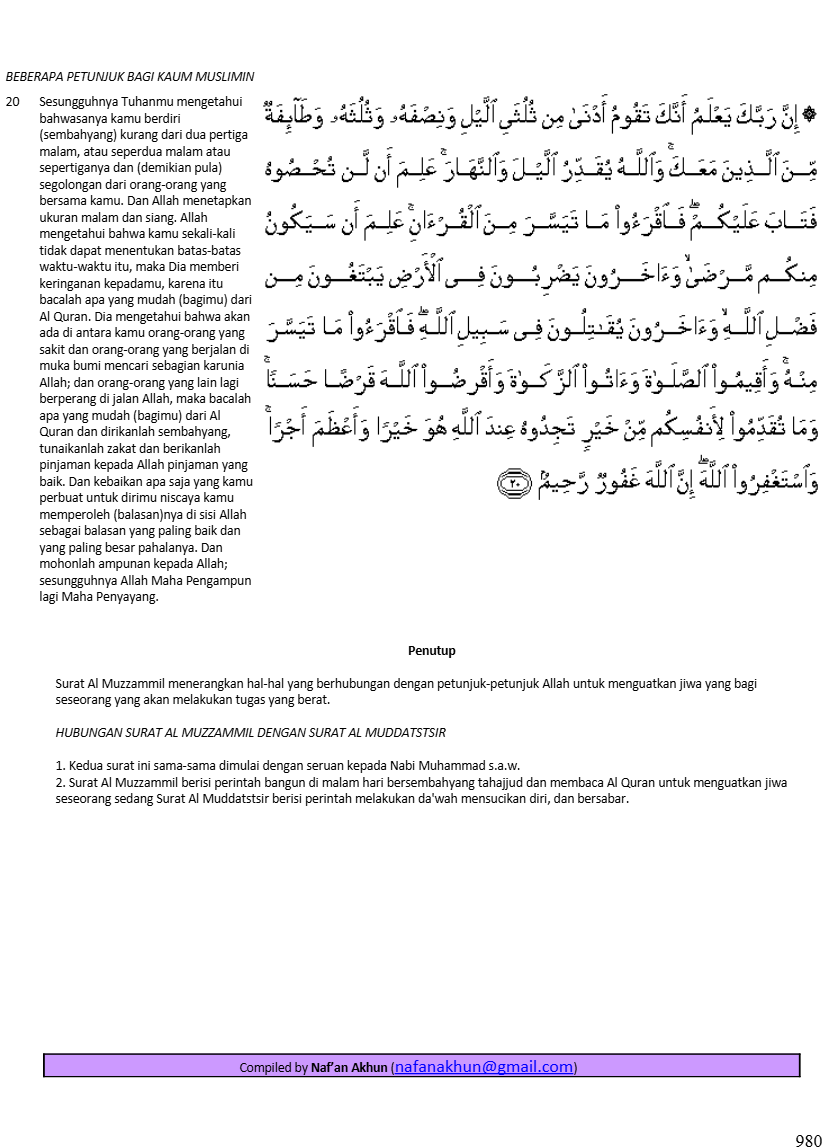 BEBERAPA PETUNJUK BAGI KAUM MUSLIMIN
20 Sesungguhnya Tuhanmu mengetahui
bahwasanya kamu berdiri
(sembahyang) kurang dari dua pertiga
malam, atau seperdua malam atau
sepertiganya dan (demikian pula)
segolongan dari orang-orang yang
bersama kamu. Dan Allah menetapkan
ukuran malam dan siang. Allah
mengetahui bahwa kamu sekali-kali
tidak dapat menentukan batas-batas
waktu-waktu itu, maka Dia memberi
keringanan kepadamu, karena itu
bacalah apa yang mudah (bagimu) dari
Al Quran. Dia mengetahui bahwa akan
ada di antara kamu orang-orang yang
sakit dan orang-orang yang berjalan di
muka bumi mencari sebagian karunia
Allah; dan orang-orang yang lain lagi
berperang di jalan Allah, maka bacalah
apa yang mudah (bagimu) dari Al
Quran dan dirikanlah sembahyang,
tunaikanlah zakat dan berikanlah
pinjaman kepada Allah pinjaman yang
baik. Dan kebaikan apa saja yang kamu
perbuat untuk dirimu niscaya kamu
memperoleh (balasan)nya di sisi Allah
sebagai balasan yang paling baik dan
yang paling besar pahalanya. Dan
mohonlah ampunan kepada Allah;
sesungguhnya Allah Maha Pengampun
lagi Maha Penyayang.
۞ إِنَّ رَبَّكَ يَعْلَمُ أَنَّكَ تَقُومُ أَدْنَىٰ مِن ثُلُثَىِ ٱلَّيْلِ وَنِصْفَهُۥ وَثُلُثَهُۥ وَطَآئِفَةٌ
مِّنَ ٱلَّذِينَ مَعَكَ ۚ وَٱللَّهُ يُقَدِّرُ ٱلَّيْلَ وَٱلنَّهَارَ ۚ عَلِمَ أَن لَّن تُحْصُوهُ
فَتَابَ عَلَيْكُمْ ۖ فَٱقْرَءُوا۟ مَا تَيَسَّرَ مِنَ ٱلْقُرْءَانِ ۚ عَلِمَ أَن سَيَكُونُ
مِنكُم مَّرْضَىٰ ۙ وَءَاخَرُونَ يَضْرِبُونَ فِى ٱلْأَرْضِ يَبْتَغُونَ مِن
فَضْلِ ٱللَّهِ ۙ وَءَاخَرُونَ يُقَـٰتِلُونَ فِى سَبِيلِ ٱللَّهِ ۖ فَٱقْرَءُوا۟ مَا تَيَسَّرَ
مِنْهُ ۚ وَأَقِيمُوا۟ ٱلصَّلَوٰةَ وَءَاتُوا۟ ٱلزَّكَوٰةَ وَأَقْرِضُوا۟ ٱللَّهَ قَرْضًا حَسَنًا ۚ
وَمَا تُقَدِّمُوا۟ لِأَنفُسِكُم مِّنْ خَيْرٍ تَجِدُوهُ عِندَ ٱللَّهِ هُوَ خَيْرًا وَأَعْظَمَ أَجْرًا ۚ
وَٱسْتَغْفِرُوا۟ ٱللَّهَ ۖ إِنَّ ٱللَّهَ غَفُورٌ رَّحِيمٌۢ ۝٢٠
Penutup
Surat Al Muzzammil menerangkan hal-hal yang berhubungan dengan petunjuk-petunjuk Allah untuk menguatkan jiwa yang bagi
seseorang yang akan melakukan tugas yang berat.
HUBUNGAN SURAT AL MUZZAMMIL DENGAN SURAT AL MUDDATSTSIR
1. Kedua surat ini sama-sama dimulai dengan seruan kepada Nabi Muhammad s.a.w.
2. Surat Al Muzzammil berisi perintah bangun di malam hari bersembahyang tahajjud dan membaca Al Quran untuk menguatkan jiwa
seseorang sedang Surat Al Muddatstsir berisi perintah melakukan da'wah mensucikan diri, dan bersabar.
Compiled by Naf’an Akhun (nafanakhun@gmail.com)
980